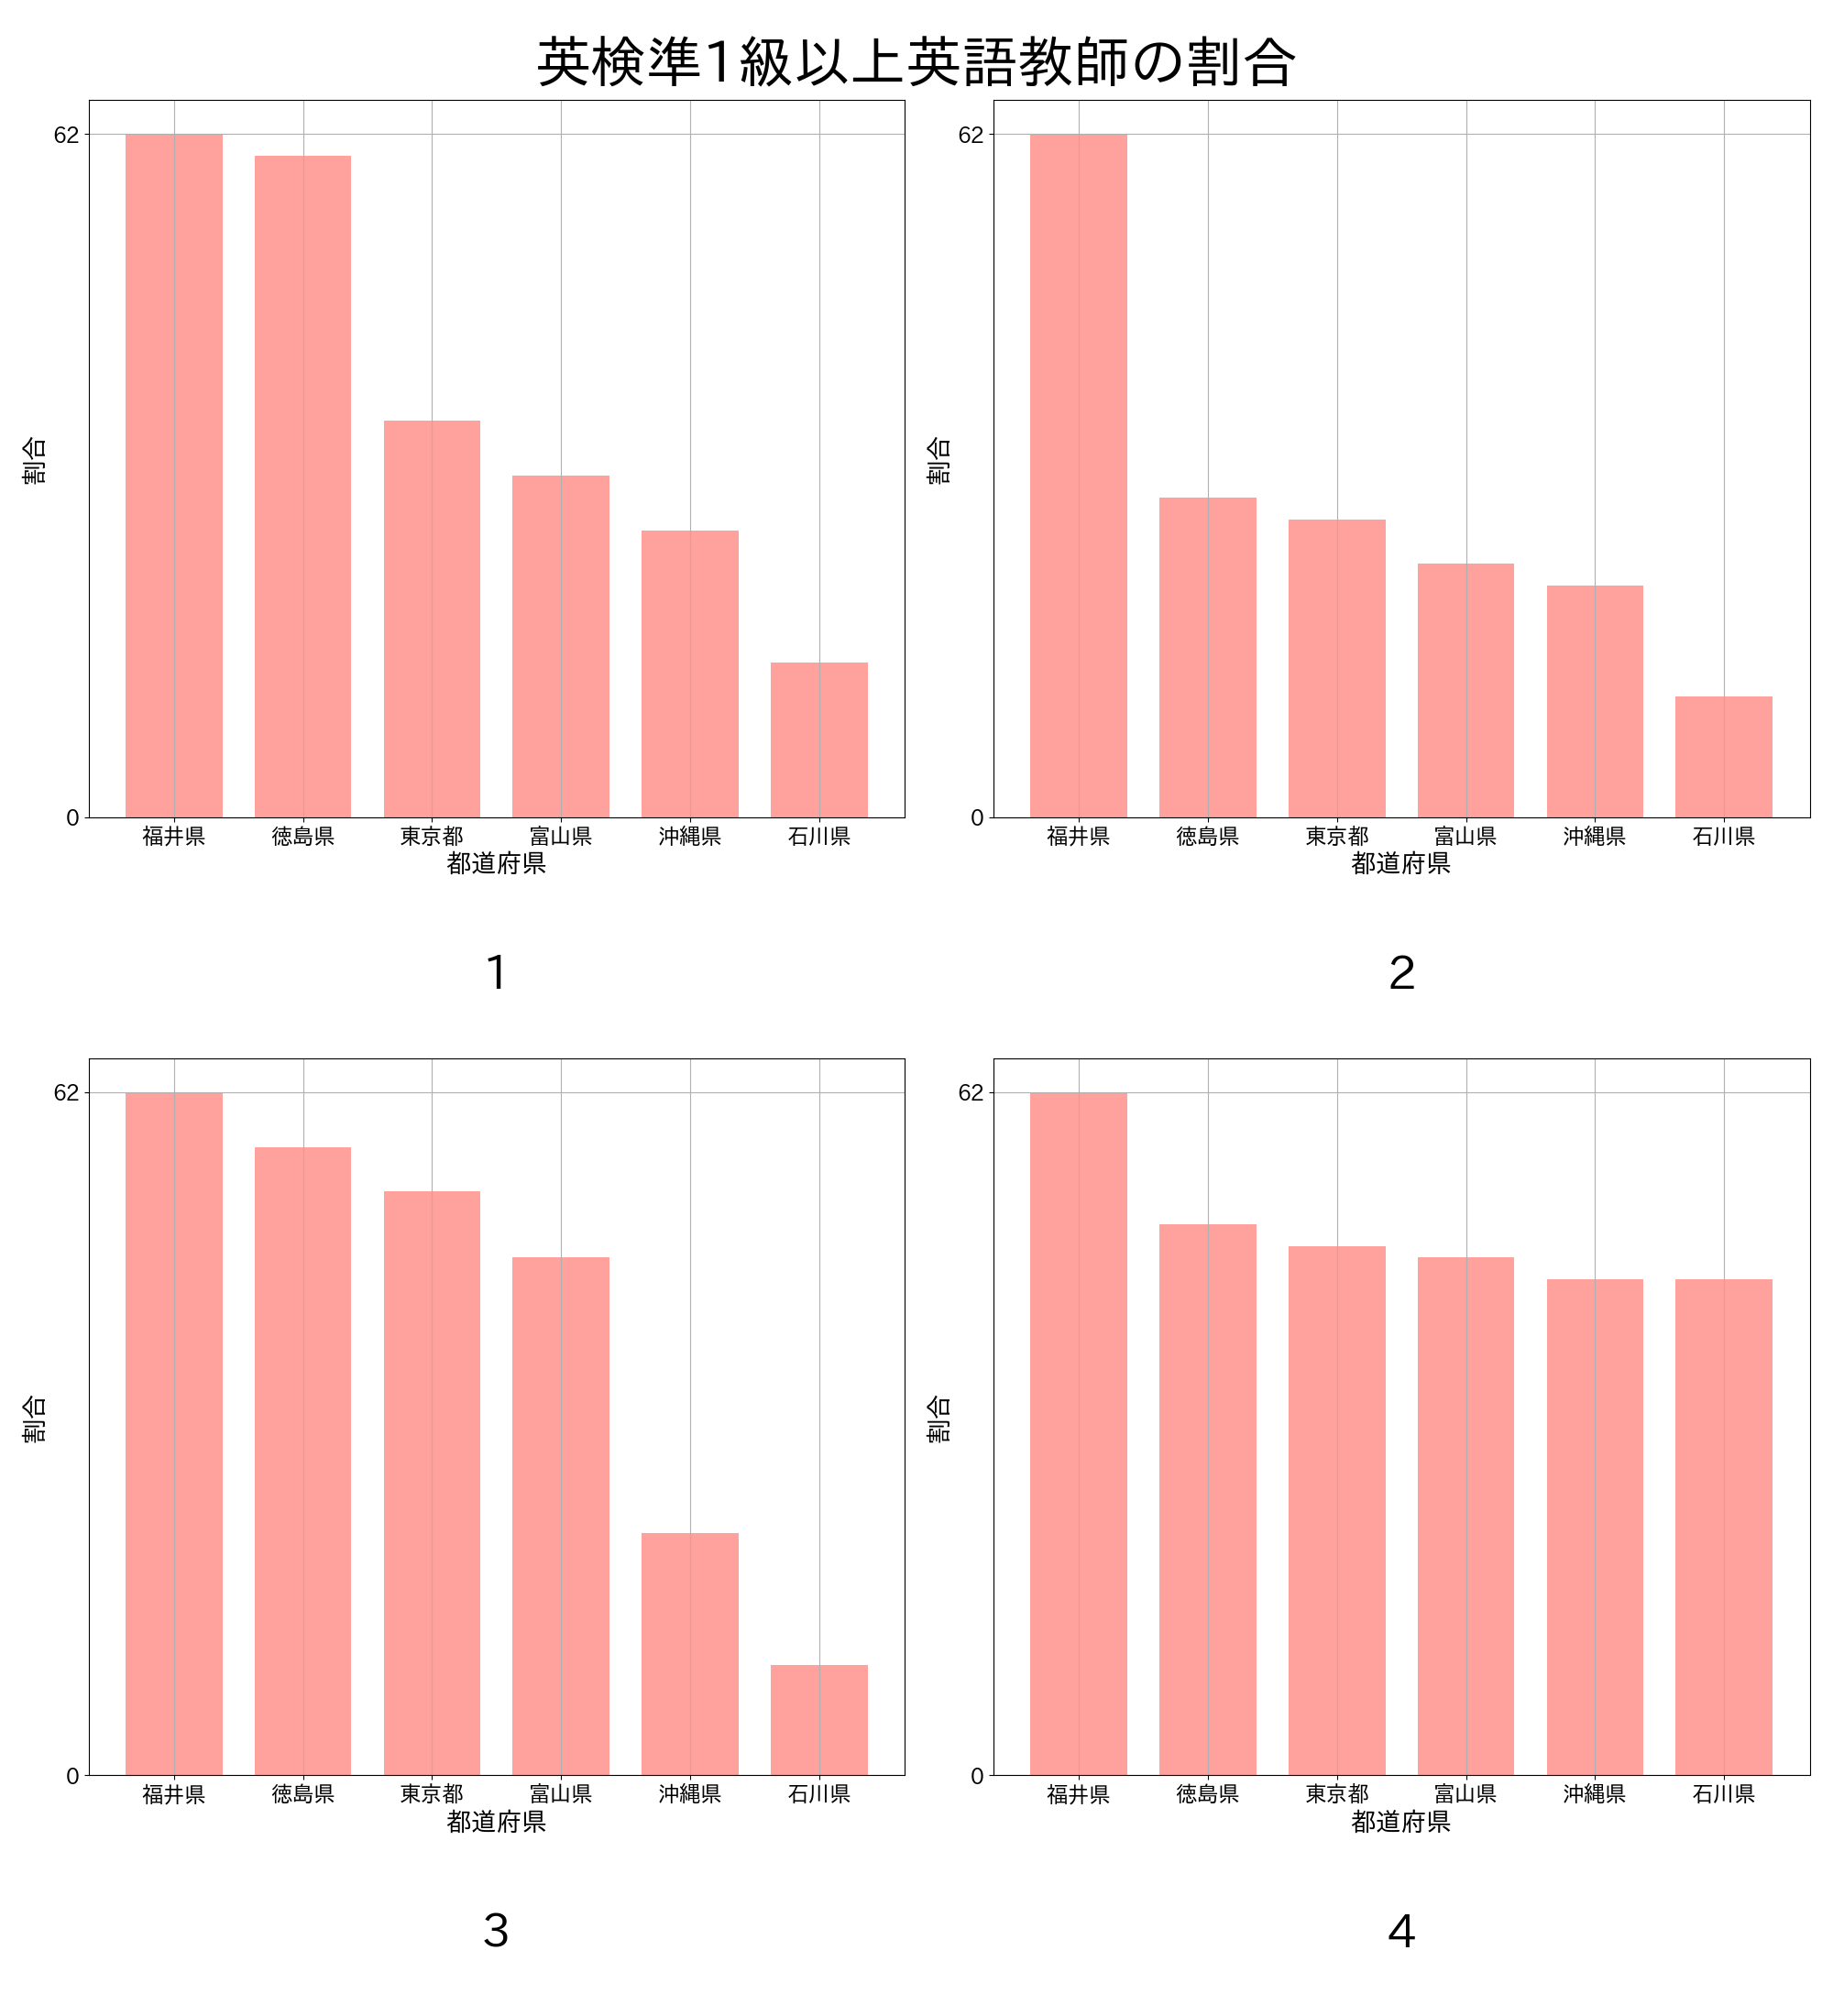 英検準1級以上英語教師の割合
62
0
割合
福井県 徳島県 東京都 富山県 沖縄県 石川県
都道府県
1
62
0
割合
福井県 徳島県 東京都 富山県 沖縄県 石川県
都道府県
2
62
0
割合
福井県 徳島県 東京都 富山県 沖縄県 石川県
都道府県
3
62
0
割合
福井県 徳島県 東京都 富山県 沖縄県 石川県
都道府県
4